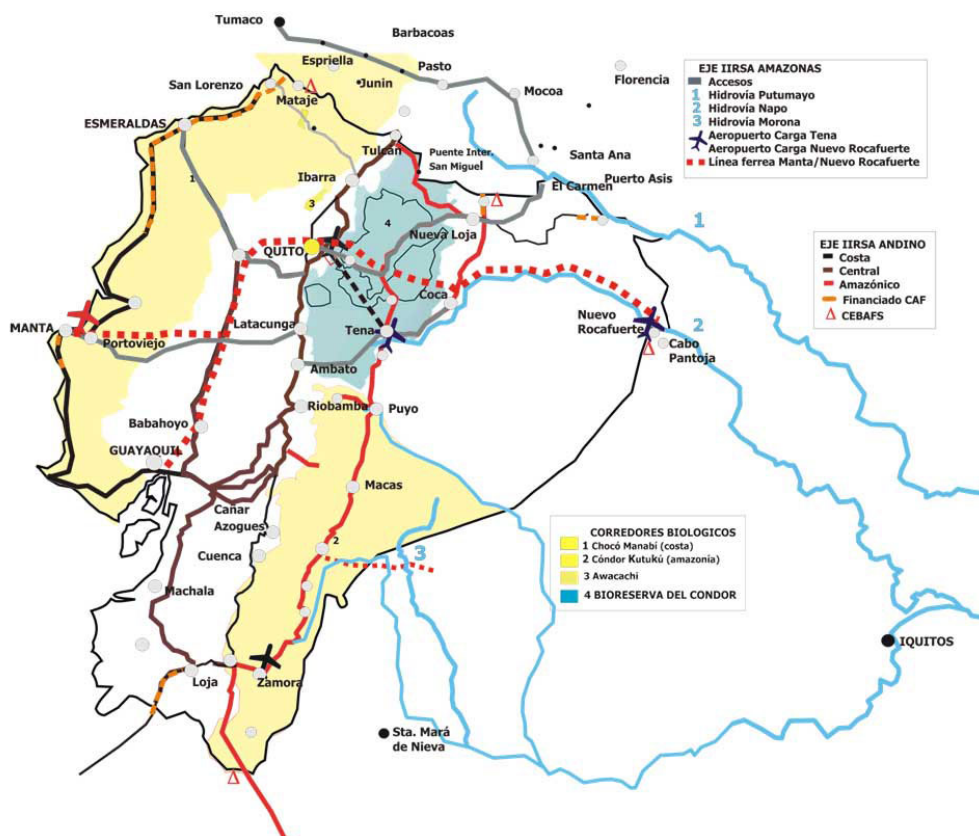 Tumaco
Barbacoas
Espriella
Pasto
San Lorenzo
Junin
Florencia
Mataje
Mocoa
ESMERALDAS
Tulcán
Puente Inter.
San Miguel
Santa Ana
Ibarra
El Carmen
Puerto Asis
1
3
4
1
Nueva Loja
QUITO
Coca
Nuevo
Rocafuerte
2
MANTA
Latacunga
Tena
Cabo
Pantoja
Portoviejo
Ambato
Riobamba
Puyo
Babahoyo
GUAYAQUIL
Macas
Cañar
Azogues
2
3
Cuenca
Machala
IQUITOS
Loja
Zamora
Sta. Mará
de Nieva
EJE IIRSA AMAZONAS
Accesos
1 Hidrovía Putumayo
2 Hidrovía Napo
3 Hidrovía Morona
Aeropuerto Carga Tena
Aeropuerto Carga Nuevo Rocafuerte
Línea ferrea Manta/Nuevo Rocafuerte
EJE IIRSA ANDINO
Costa
Central
Amazónico
Financiado CAF
Δ CEBAFS
CORREDORES BIOLOGICOS
1 Chocó Manabí (costa)
2 Cóndor Kutukú (amazonía)
3 Awacachi
4 BIORESERVA DEL CONDOR